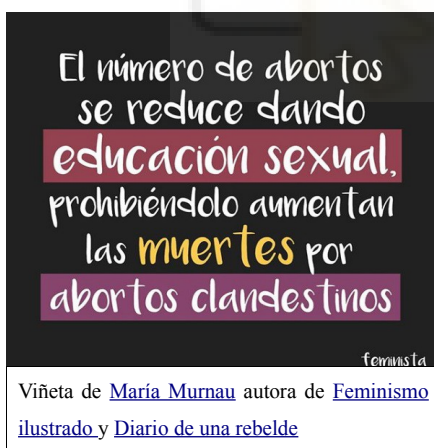 El número de abortos
se reduce dando
educación sexual,
prohibiéndolo aumentan
las muertes por
abortos clandestinos
feminista
Viñeta de María Murnau autora de Feminismo
ilustrado y Diario de una rebelde